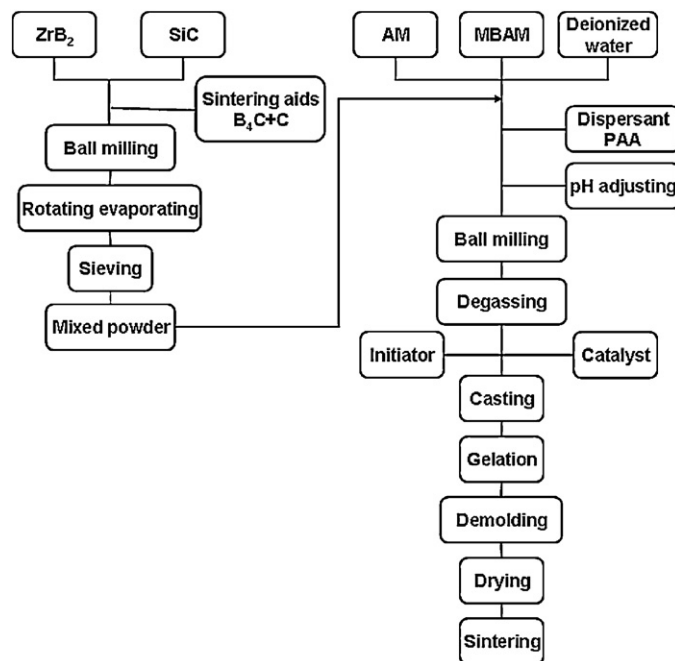 ZrB₂
SiC
Sintering aids
B₄C+C
Ball milling
Rotating evaporating
Sieving
Mixed powder
AM
MBAM
Deionized
water
Dispersant
PAA
pH adjusting
Ball milling
Degassing
Initiator
Catalyst
Casting
Gelation
Demolding
Drying
Sintering